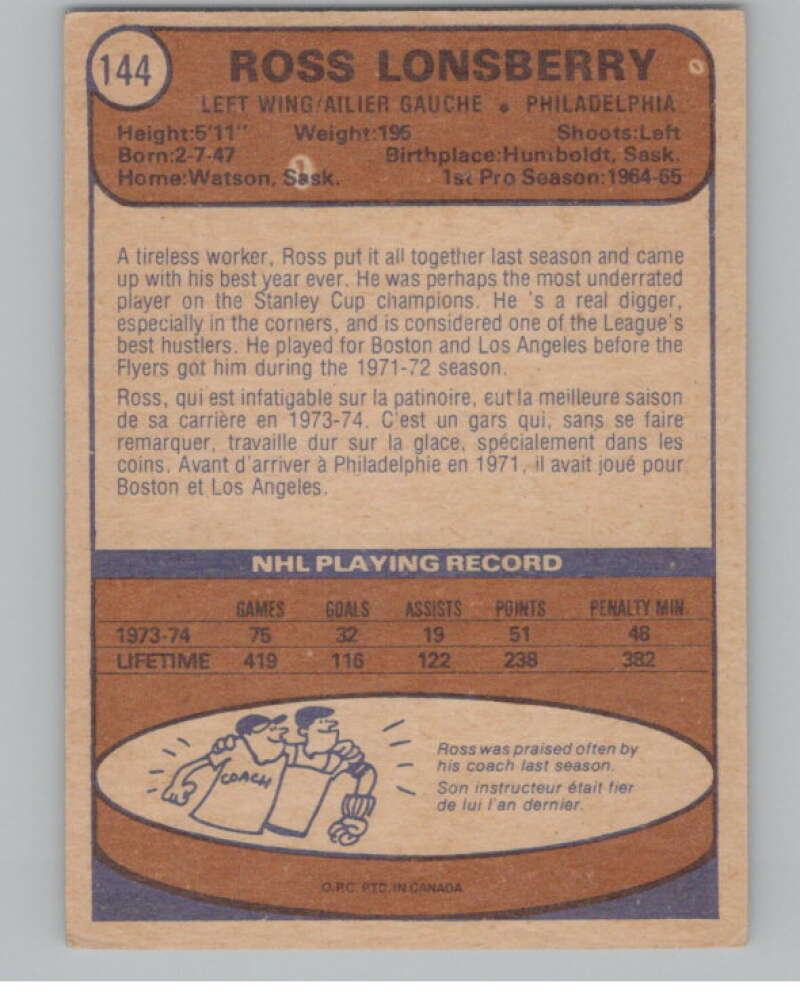 144
ROSS LONSBERRY
LEFT WING/AILIER GAUCHE • PHILADELPHIA
Height:5'11" Weight:195 Shoots:Left
Born:2-7-47 Birthplace:Humboldt, Sask.
Home:Watson, Sask. 1st Pro Season:1964-65
A tireless worker, Ross put it all together last season and came
up with his best year ever. He was perhaps the most underrated
player on the Stanley Cup champions. He 's a real digger,
especially in the corners, and is considered one of the League's
best hustlers. He played for Boston and Los Angeles before the
Flyers got him during the 1971-72 season.
Ross, qui est infatigable sur la patinoire, eut la meilleure saison
de sa carrière en 1973-74. C'est un gars qui, sans se faire
remarquer, travaille dur sur la glace, spécialement dans les
coins. Avant d'arriver à Philadelphie en 1971, il avait joué pour
Boston et Los Angeles.
NHL PLAYING RECORD
GAMES GOALS ASSISTS POINTS PENALTY MIN.
1973-74 75 32 19 51 48
LIFETIME 419 116 122 238 382
COACH
Ross was praised often by
his coach last season.
Son instructeur était fier
de lui l'an dernier.
O.P.C. PTD. IN CANADA